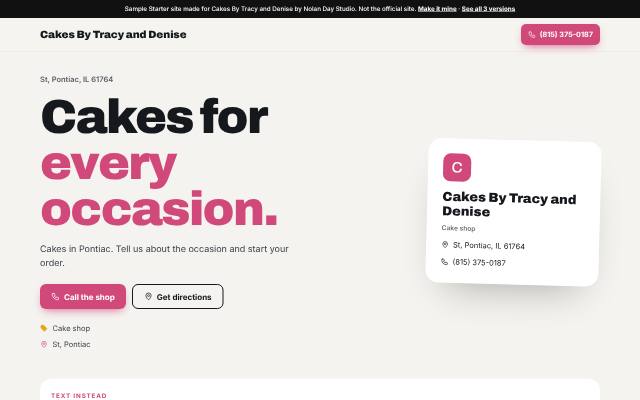 Sample Starter site made for Cakes By Tracy and Denise by Nolan Day Studio. Not the official site. Make it mine · See all 3 versions
Cakes By Tracy and Denise
(815) 375-0187
St, Pontiac, IL 61764
Cakes for
every
occasion.
Cakes in Pontiac. Tell us about the occasion and start your
order.
Call the shop
Get directions
Cake shop
St, Pontiac
C
Cakes By Tracy and
Denise
Cake shop
St, Pontiac, IL 61764
(815) 375-0187
TEXT INSTEAD